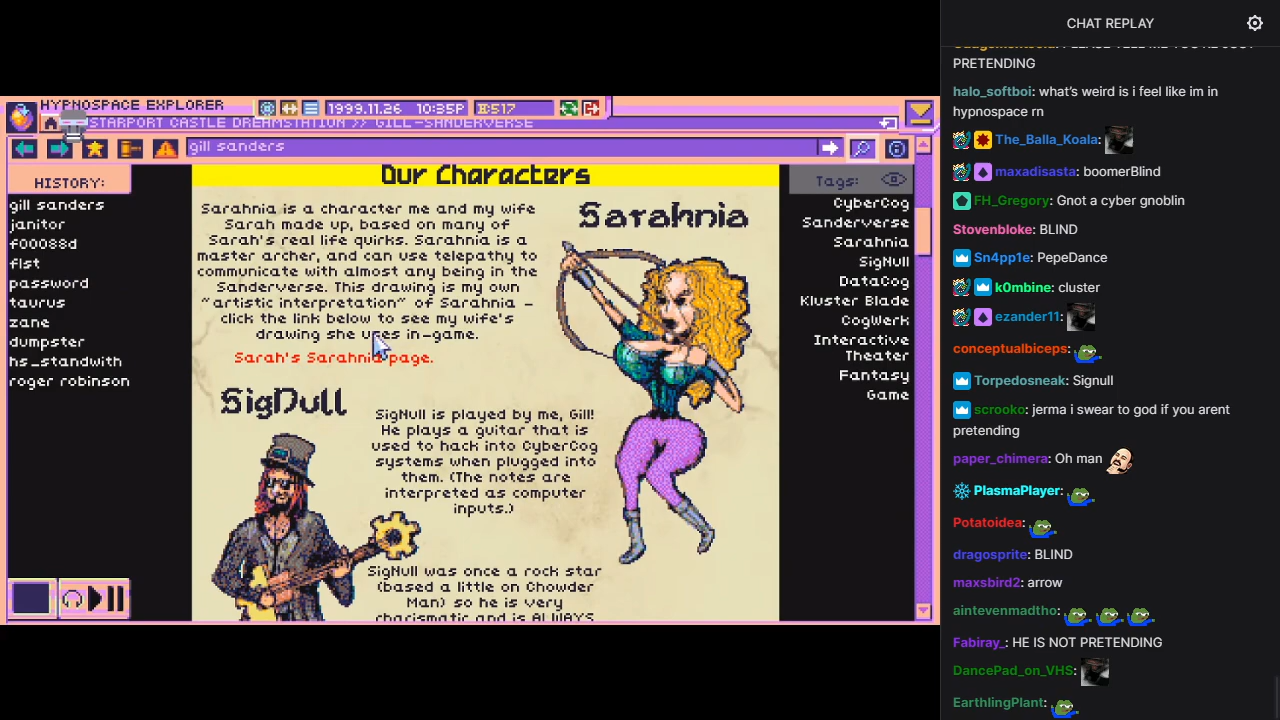 HYPNOSPACE EXPLORER
1999.11.26 10:35P
517
STARPORT CASTLE DREAMSTATION >> GILL-SANDERVERSE
gill sanders
HISTORY:
gill sanders
janitor
f00088d
flst
password
taurus
zane
dumpster
hs_standwith
roger robinson
Our Characters
Sarahnia is a character me and my wife
Sarah made up, based on many of
Sarah's real life quirks. Sarahnia is a
master archer, and can use telepathy to
communicate with almost any being in the
Sanderverse. This drawing is my own
"artistic interpretation" of Sarahnia -
click the link below to see my wife's
drawing she uses in-game.
Sarah's Sarahnia page.
Sarahnia
SigNull
SigNull is played by me, Gill!
He plays a guitar that is
used to hack into CyberCog
systems when plugged into
them. (The notes are
interpreted as computer
inputs.)
SigNull was once a rock star
(based a little on Chowder
Man) so he is very
charismatic and is ALWAYS
Tags:
CyberCog
Sanderverse
Sarahnia
SigNull
DataCog
Kluster Blade
CogWerk
Interactive
Theater
Fantasy
Game
CHAT REPLAY
PRETENDING
halo_softboi: what's weird is i feel like im in
hypnospace rn
The_Balla_Koala:
maxadisasta: boomerBlind
FH_Gregory: Gnot a cyber gnoblin
Stovenbloke: BLIND
Sn4pp1e: PepeDance
k0mbine: cluster
ezander11:
conceptualbiceps:
Torpedosneak: Signull
scrooko: jerma i swear to god if you arent
pretending
paper_chimera: Oh man
PlasmaPlayer:
Potatoidea:
dragosprite: BLIND
maxsbird2: arrow
aintevenmadtho:
Fabiray_: HE IS NOT PRETENDING
DancePad_on_VHS:
EarthlingPlant: